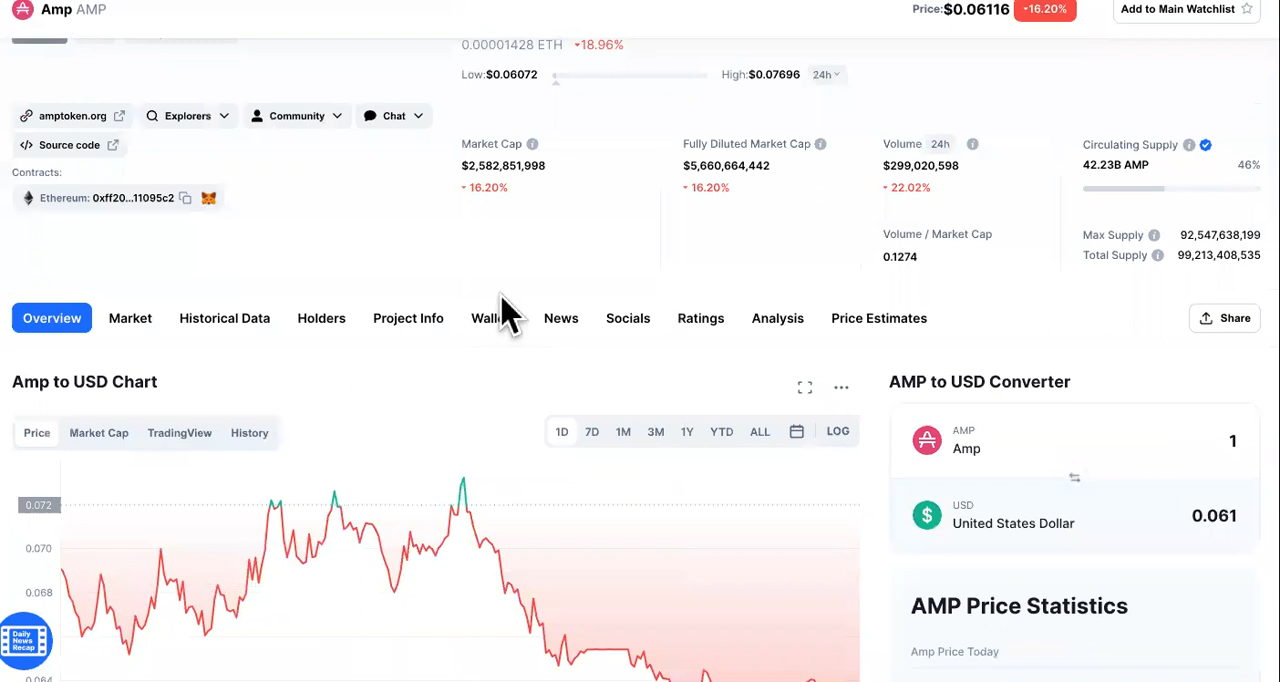 Amp AMP
Price:$0.06116 16.20%
Add to Main Watchlist
0.00001428 ETH 18.96%
Low:$0.06072
High:$0.07696 24h
amptoken.org Explorers Community Chat
Source code
Contracts:
Ethereum: 0xff20...11095c2
Market Cap
$2,582,851,998
16.20%
Fully Diluted Market Cap
$5,660,664,442
16.20%
Volume 24h
$299,020,598
22.02%
Volume / Market Cap
0.1274
Circulating Supply
42.23B AMP 46%
Max Supply 92,547,638,199
Total Supply 99,213,408,535
Overview Market Historical Data Holders Project Info News Socials Ratings Analysis Price Estimates
Share
Amp to USD Chart
Price Market Cap TradingView History
1D 7D 1M 3M 1Y YTD ALL LOG
0.072
0.070
0.068
0.064
Daily
News
Recap
AMP to USD Converter
AMP
Amp
1
USD
United States Dollar
0.061
AMP Price Statistics
Amp Price Today